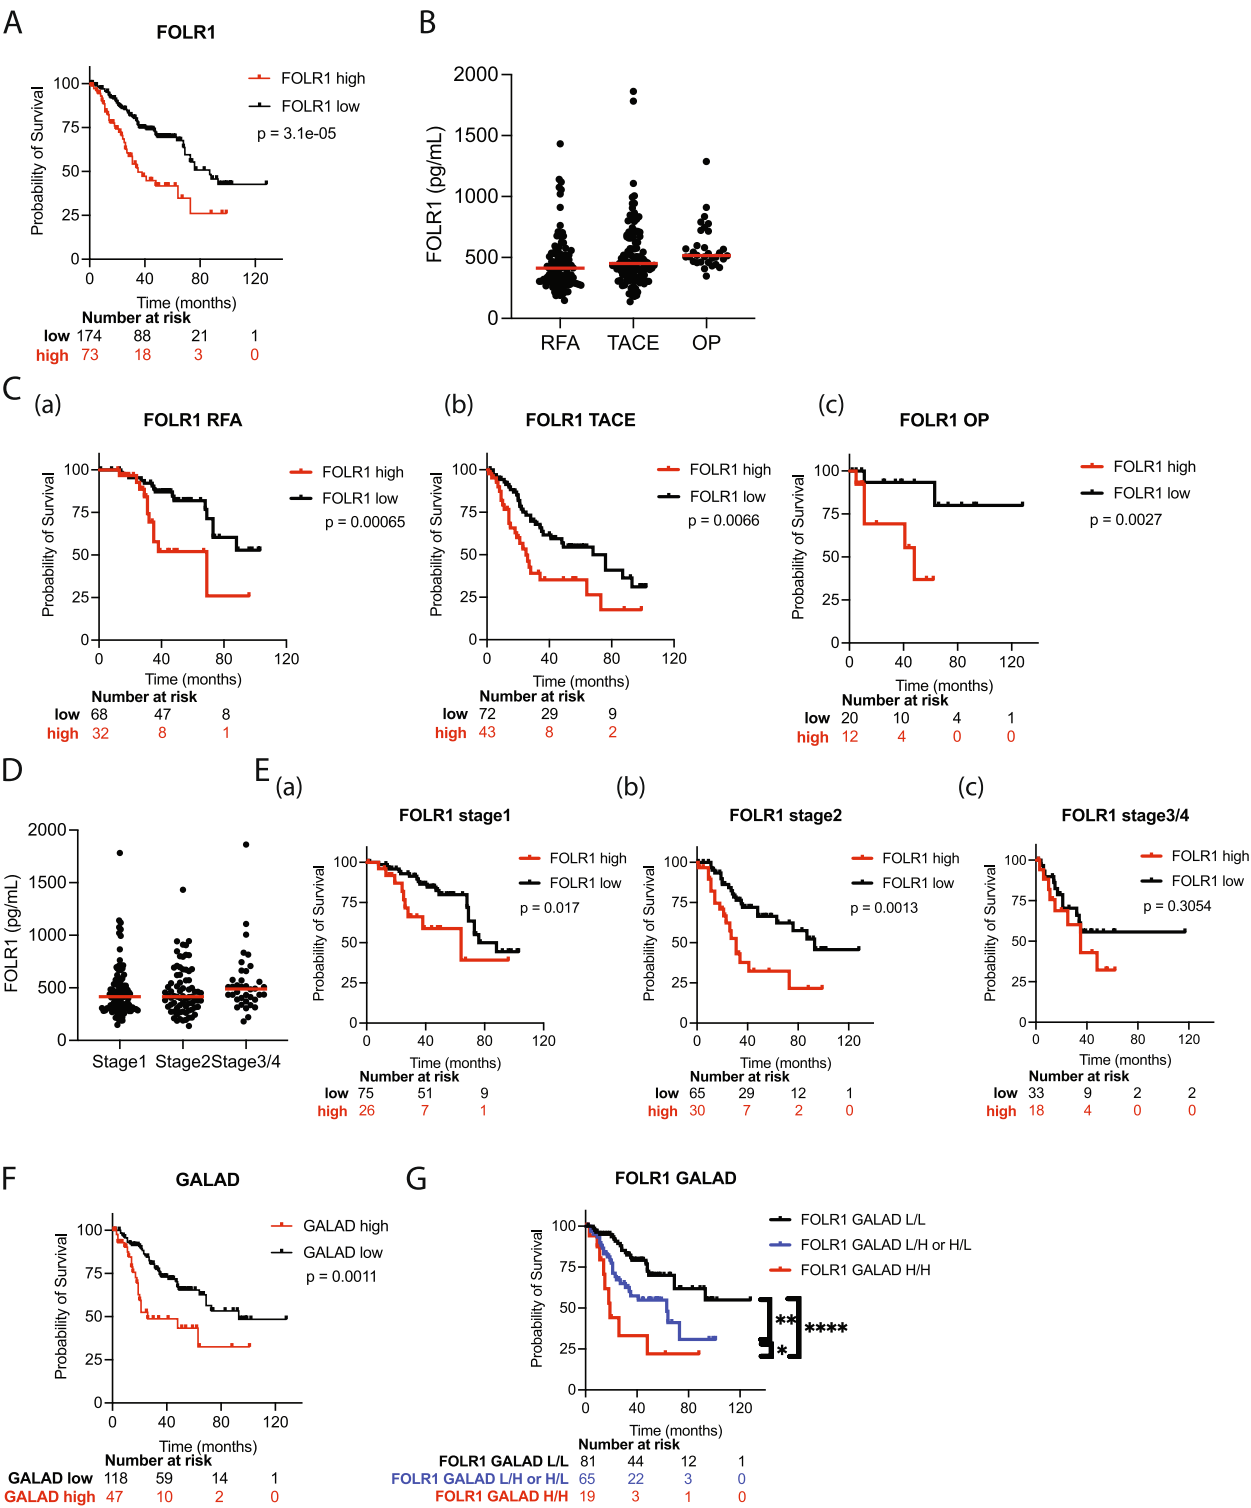 A
FOLR1
FOLR1 high
FOLR1 low
p = 3.1e-05
Probability of Survival
100
75
50
25
0
0 40 80 120
Time (months)
Number at risk
low 174 88 21 1
high 73 18 3 0
B
FOLR1 (pg/mL)
2000
1500
1000
500
0
RFA TACE OP
C
(a)
FOLR1 RFA
FOLR1 high
FOLR1 low
p = 0.00065
Probability of Survival
100
75
50
25
0
0 40 80 120
Time (months)
Number at risk
low 68 47 8
high 32 8 1
(b)
FOLR1 TACE
FOLR1 high
FOLR1 low
p = 0.0066
Probability of Survival
100
75
50
25
0
0 40 80 120
Time (months)
Number at risk
low 72 29 9
high 43 8 2
(c)
FOLR1 OP
FOLR1 high
FOLR1 low
p = 0.0027
Probability of Survival
100
75
50
25
0
0 40 80 120
Time (months)
Number at risk
low 20 10 4 1
high 12 4 0 0
D
FOLR1 (pg/mL)
2000
1500
1000
500
0
Stage1 Stage2 Stage3/4
E
(a)
FOLR1 stage1
FOLR1 high
FOLR1 low
p = 0.017
Probability of Survival
100
75
50
25
0
0 40 80 120
Time (months)
Number at risk
low 75 51 9
high 26 7 1
(b)
FOLR1 stage2
FOLR1 high
FOLR1 low
p = 0.0013
Probability of Survival
100
75
50
25
0
0 40 80 120
Time (months)
Number at risk
low 65 29 12 1
high 30 7 2 0
(c)
FOLR1 stage3/4
FOLR1 high
FOLR1 low
p = 0.3054
Probability of Survival
100
75
50
25
0
0 40 80 120
Time (months)
Number at risk
low 33 9 2 2
high 18 4 0 0
F
GALAD
GALAD high
GALAD low
p = 0.0011
Probability of Survival
100
75
50
25
0
0 40 80 120
Time (months)
Number at risk
GALAD low 118 59 14 1
GALAD high 47 10 2 0
G
FOLR1 GALAD
FOLR1 GALAD L/L
FOLR1 GALAD L/H or H/L
FOLR1 GALAD H/H
**
****
*
Probability of Survival
100
75
50
25
0
0 40 80 120
Time (months)
Number at risk
FOLR1 GALAD L/L 81 44 12 1
FOLR1 GALAD L/H or H/L 65 22 3 0
FOLR1 GALAD H/H 19 3 1 0